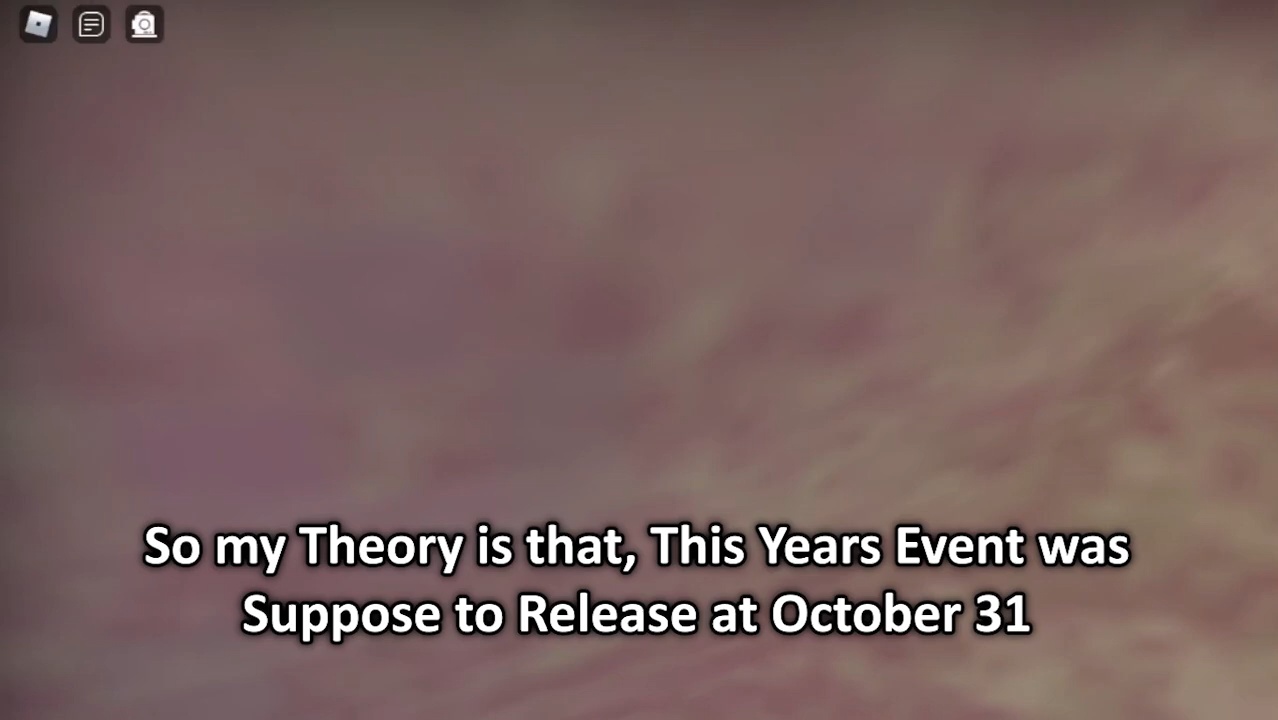 So my Theory is that, This Years Event was
Suppose to Release at October 31